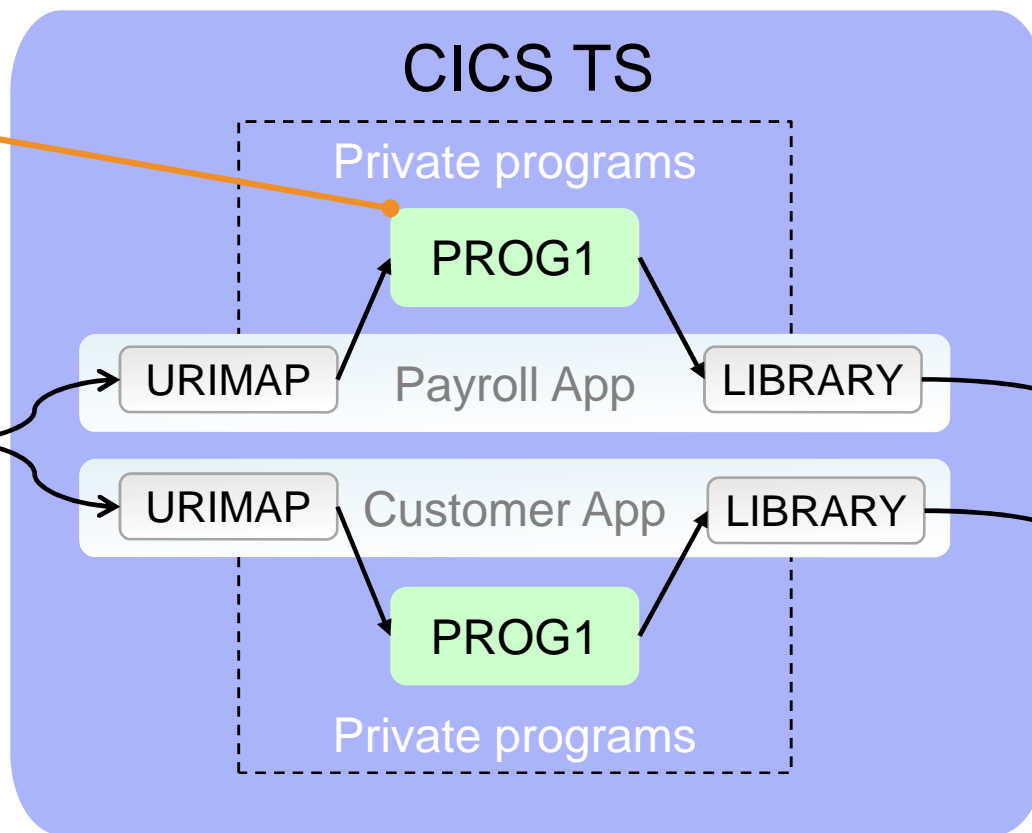 CICS TS
Private programs
PROG1
URIMAP Payroll App LIBRARY
URIMAP Customer App LIBRARY
PROG1
Private programs